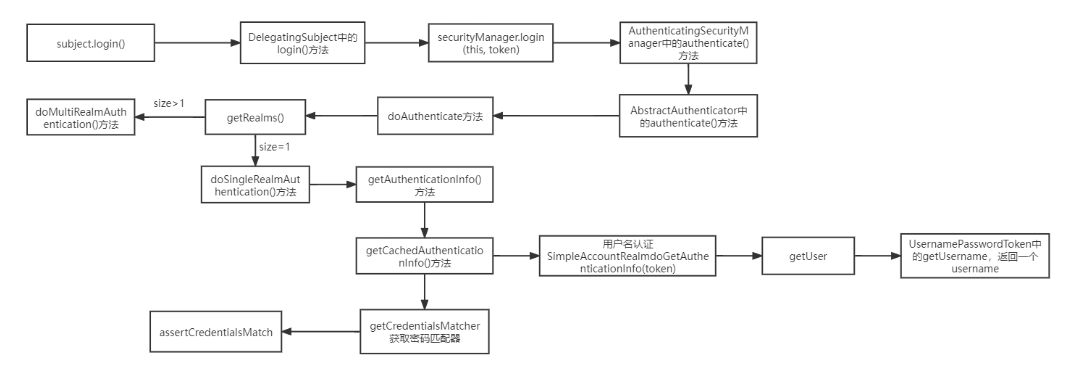 subject.login()
DelegatingSubject中的
login()方法
securityManager.login
(this, token)
AuthenticatingSecurityM
anager中的authenticate()
方法
AbstractAuthenticator中
的authenticate()方法
doAuthenticate方法
getRealms()
size>1
doMultiRealmAuth
entication()方法
size=1
doSingleRealmAut
hentication()方法
getAuthenticationInfo()
方法
getCachedAuthenticatio
nInfo()方法
用户名认证
SImpleAccountRealmdoGetAuthe
nticationInfo(token)
getUser
UsernamePasswordToken中
的getUsername，返回一个
username
getCredentialsMatcher
获取密码匹配器
assertCredentialsMatch